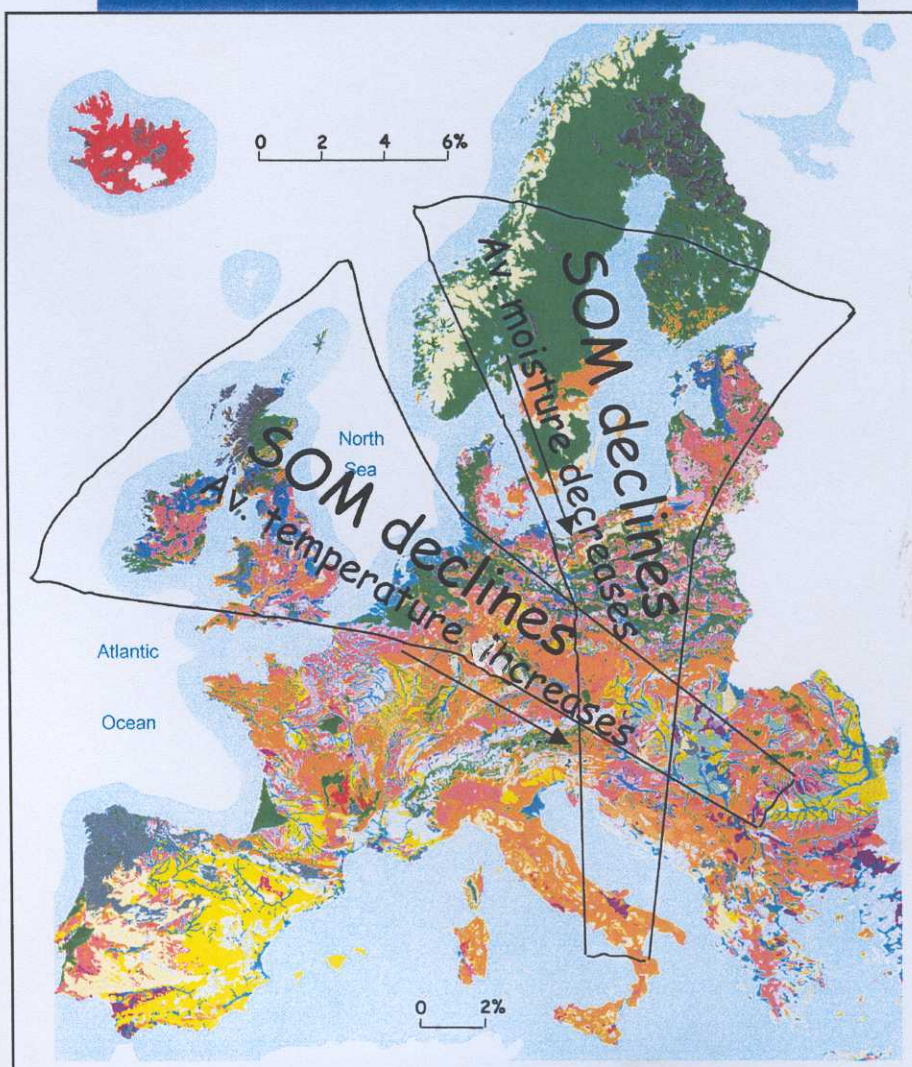 0 2 4 6%
SOM declines
Av. moisture decreases
North
Sea
SOM declines
Av. temperature increases
Atlantic
Ocean
0 2%